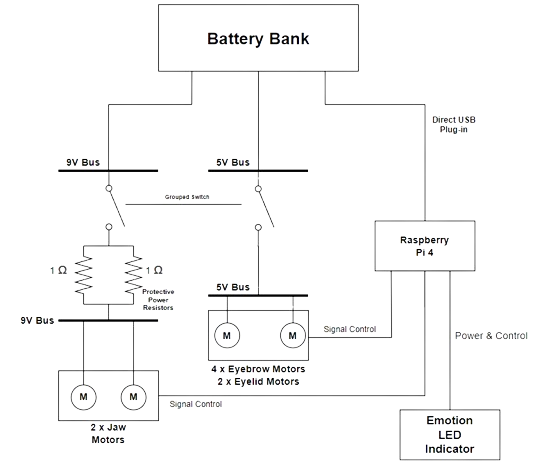 Battery Bank
Direct USB
Plug-in
9V Bus
5V Bus
Grouped Switch
Raspberry
Pi 4
1 Ω
1 Ω
Protective
Power
Resistors
5V Bus
9V Bus
M
M
Signal Control
Power & Control
4 x Eyebrow Motors
2 x Eyelid Motors
M
M
Signal Control
2 x Jaw
Motors
Emotion
LED
Indicator